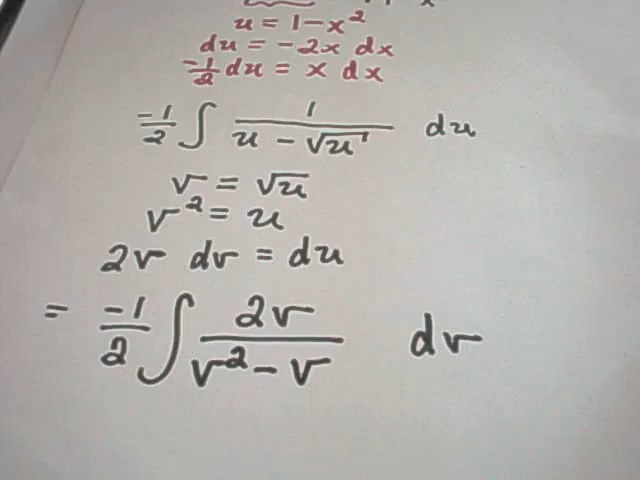 u = 1 - x²
du = -2x dx
-1/2 du = x dx
-1/2 ∫ 1/(u - √u) du
v = √u
v² = u
2v dv = du
= -1/2 ∫ 2v/(v² - v) dv